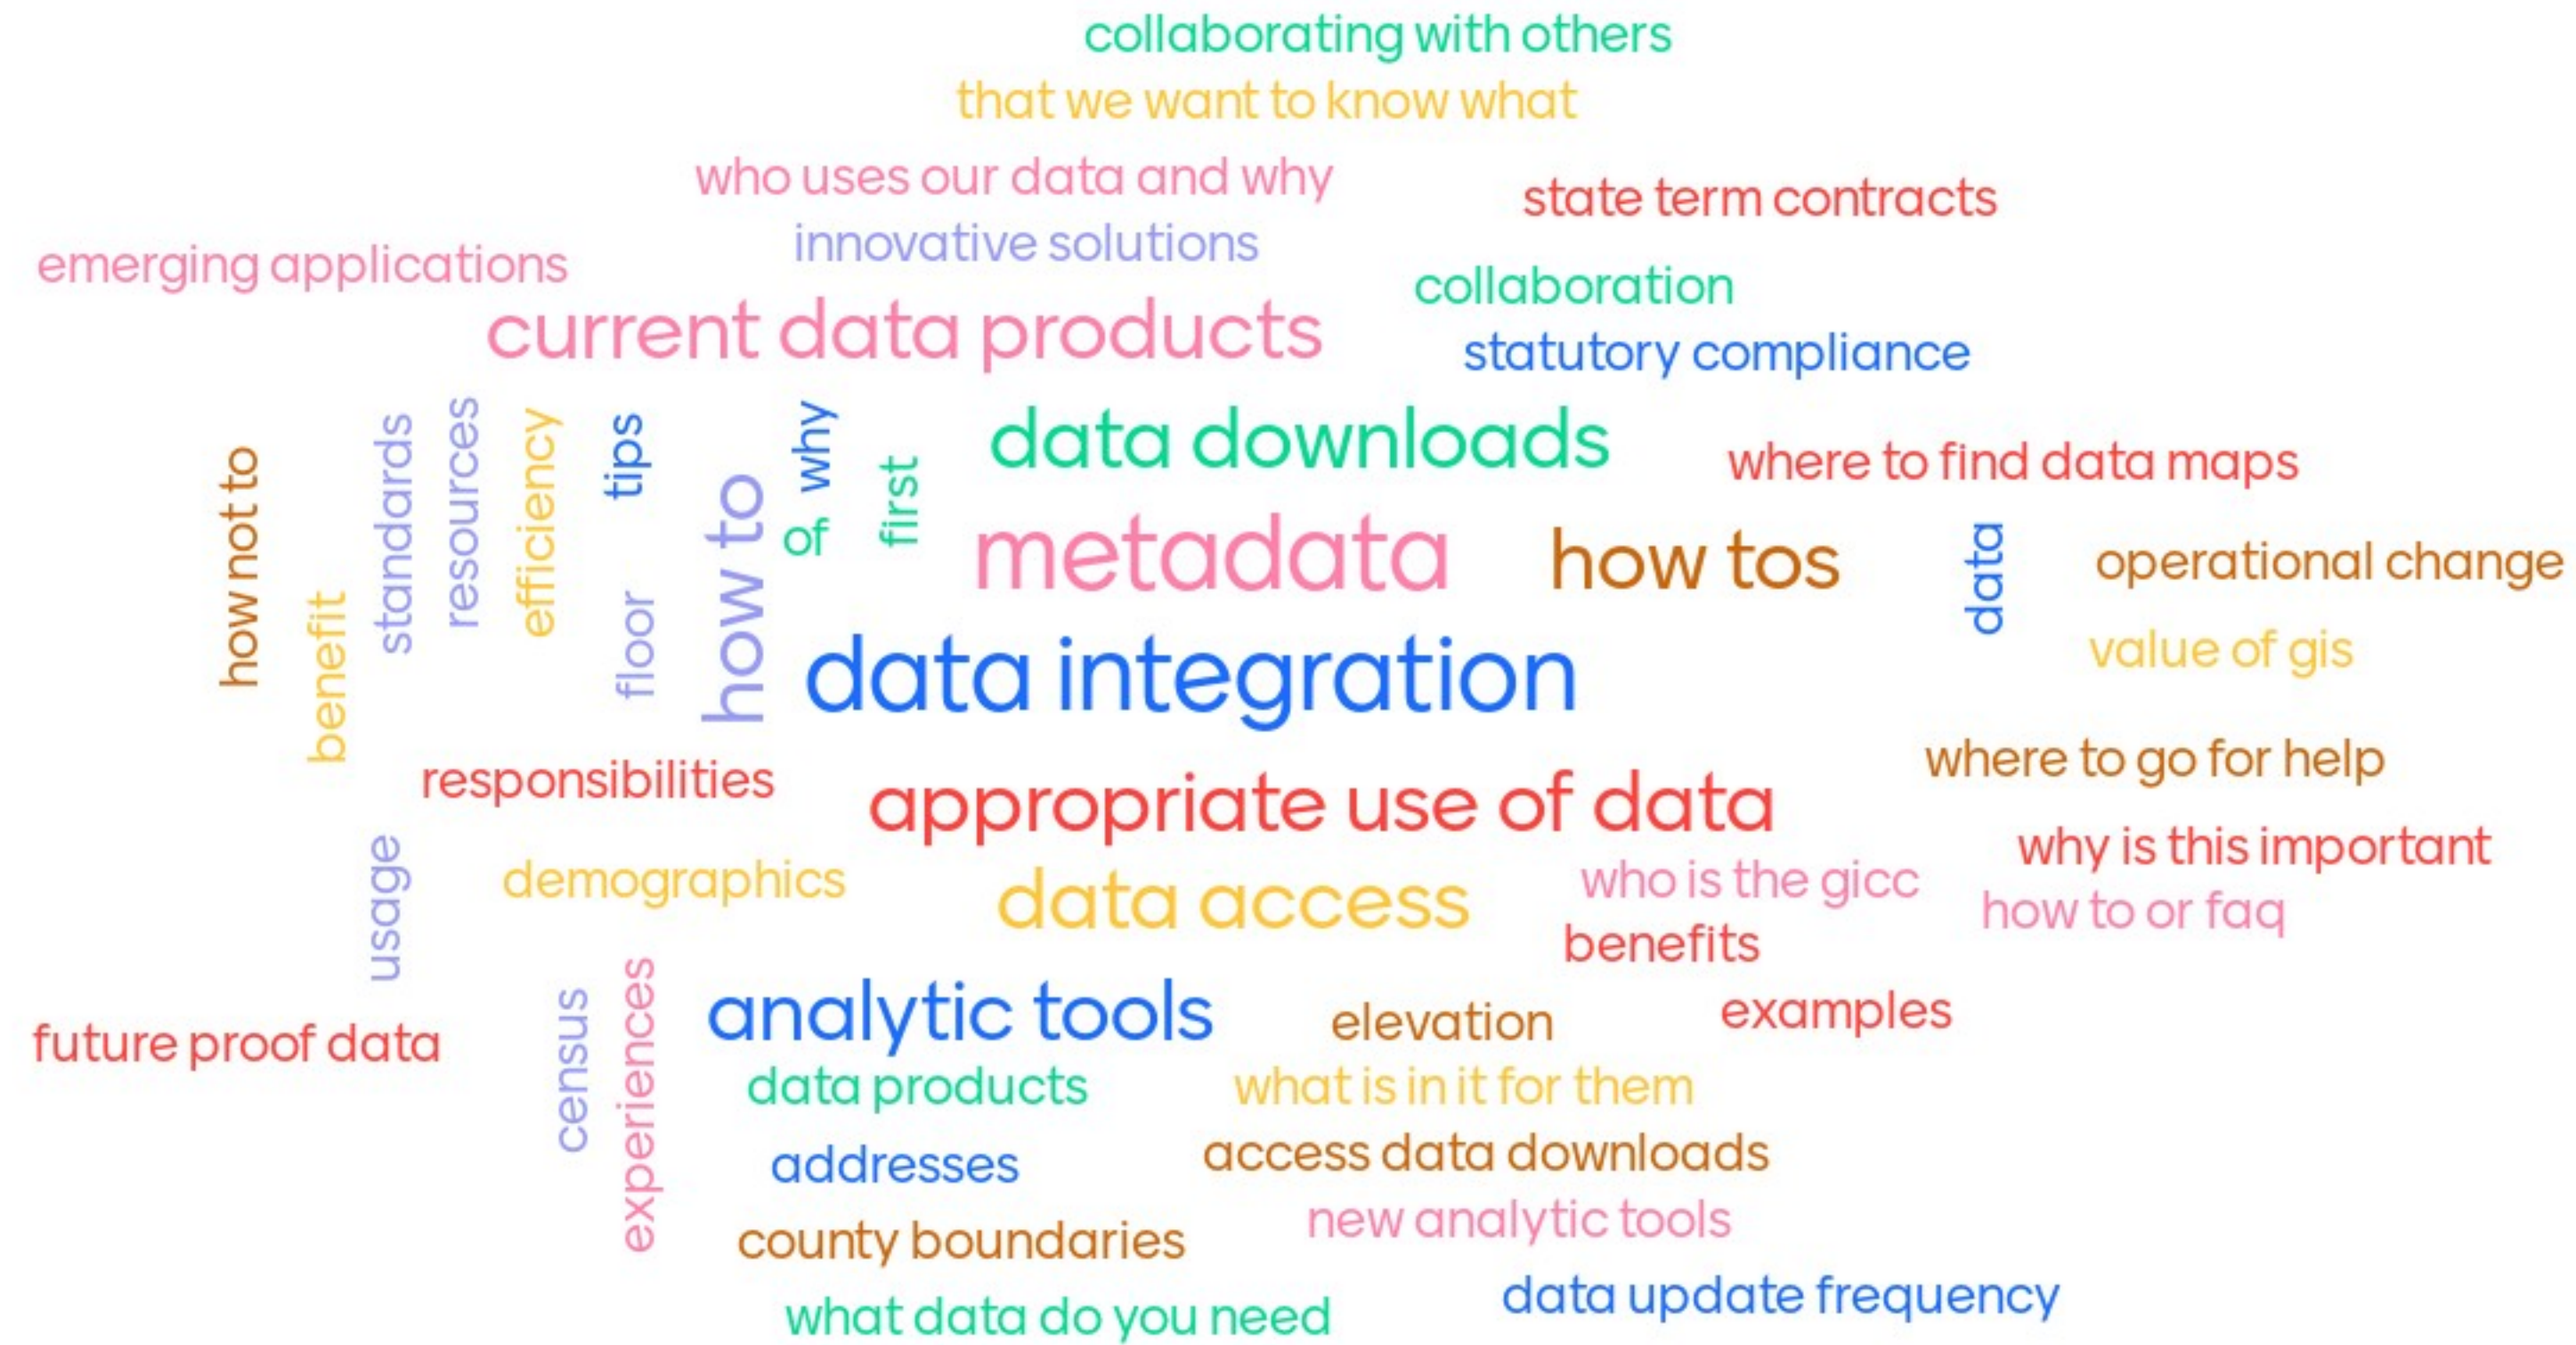 collaborating with others
that we want to know what
who uses our data and why
state term contracts
innovative solutions
emerging applications
collaboration
current data products
statutory compliance
how not to
benefit
standards
resources
efficiency
tips
floor
how to
why
of
first
data downloads
where to find data maps
metadata
how tos
data
operational change
value of gis
data integration
where to go for help
responsibilities
appropriate use of data
why is this important
usage
demographics
data access
who is the gicc
how to or faq
benefits
census
experiences
analytic tools
elevation
examples
future proof data
data products
what is in it for them
addresses
access data downloads
county boundaries
new analytic tools
what data do you need
data update frequency